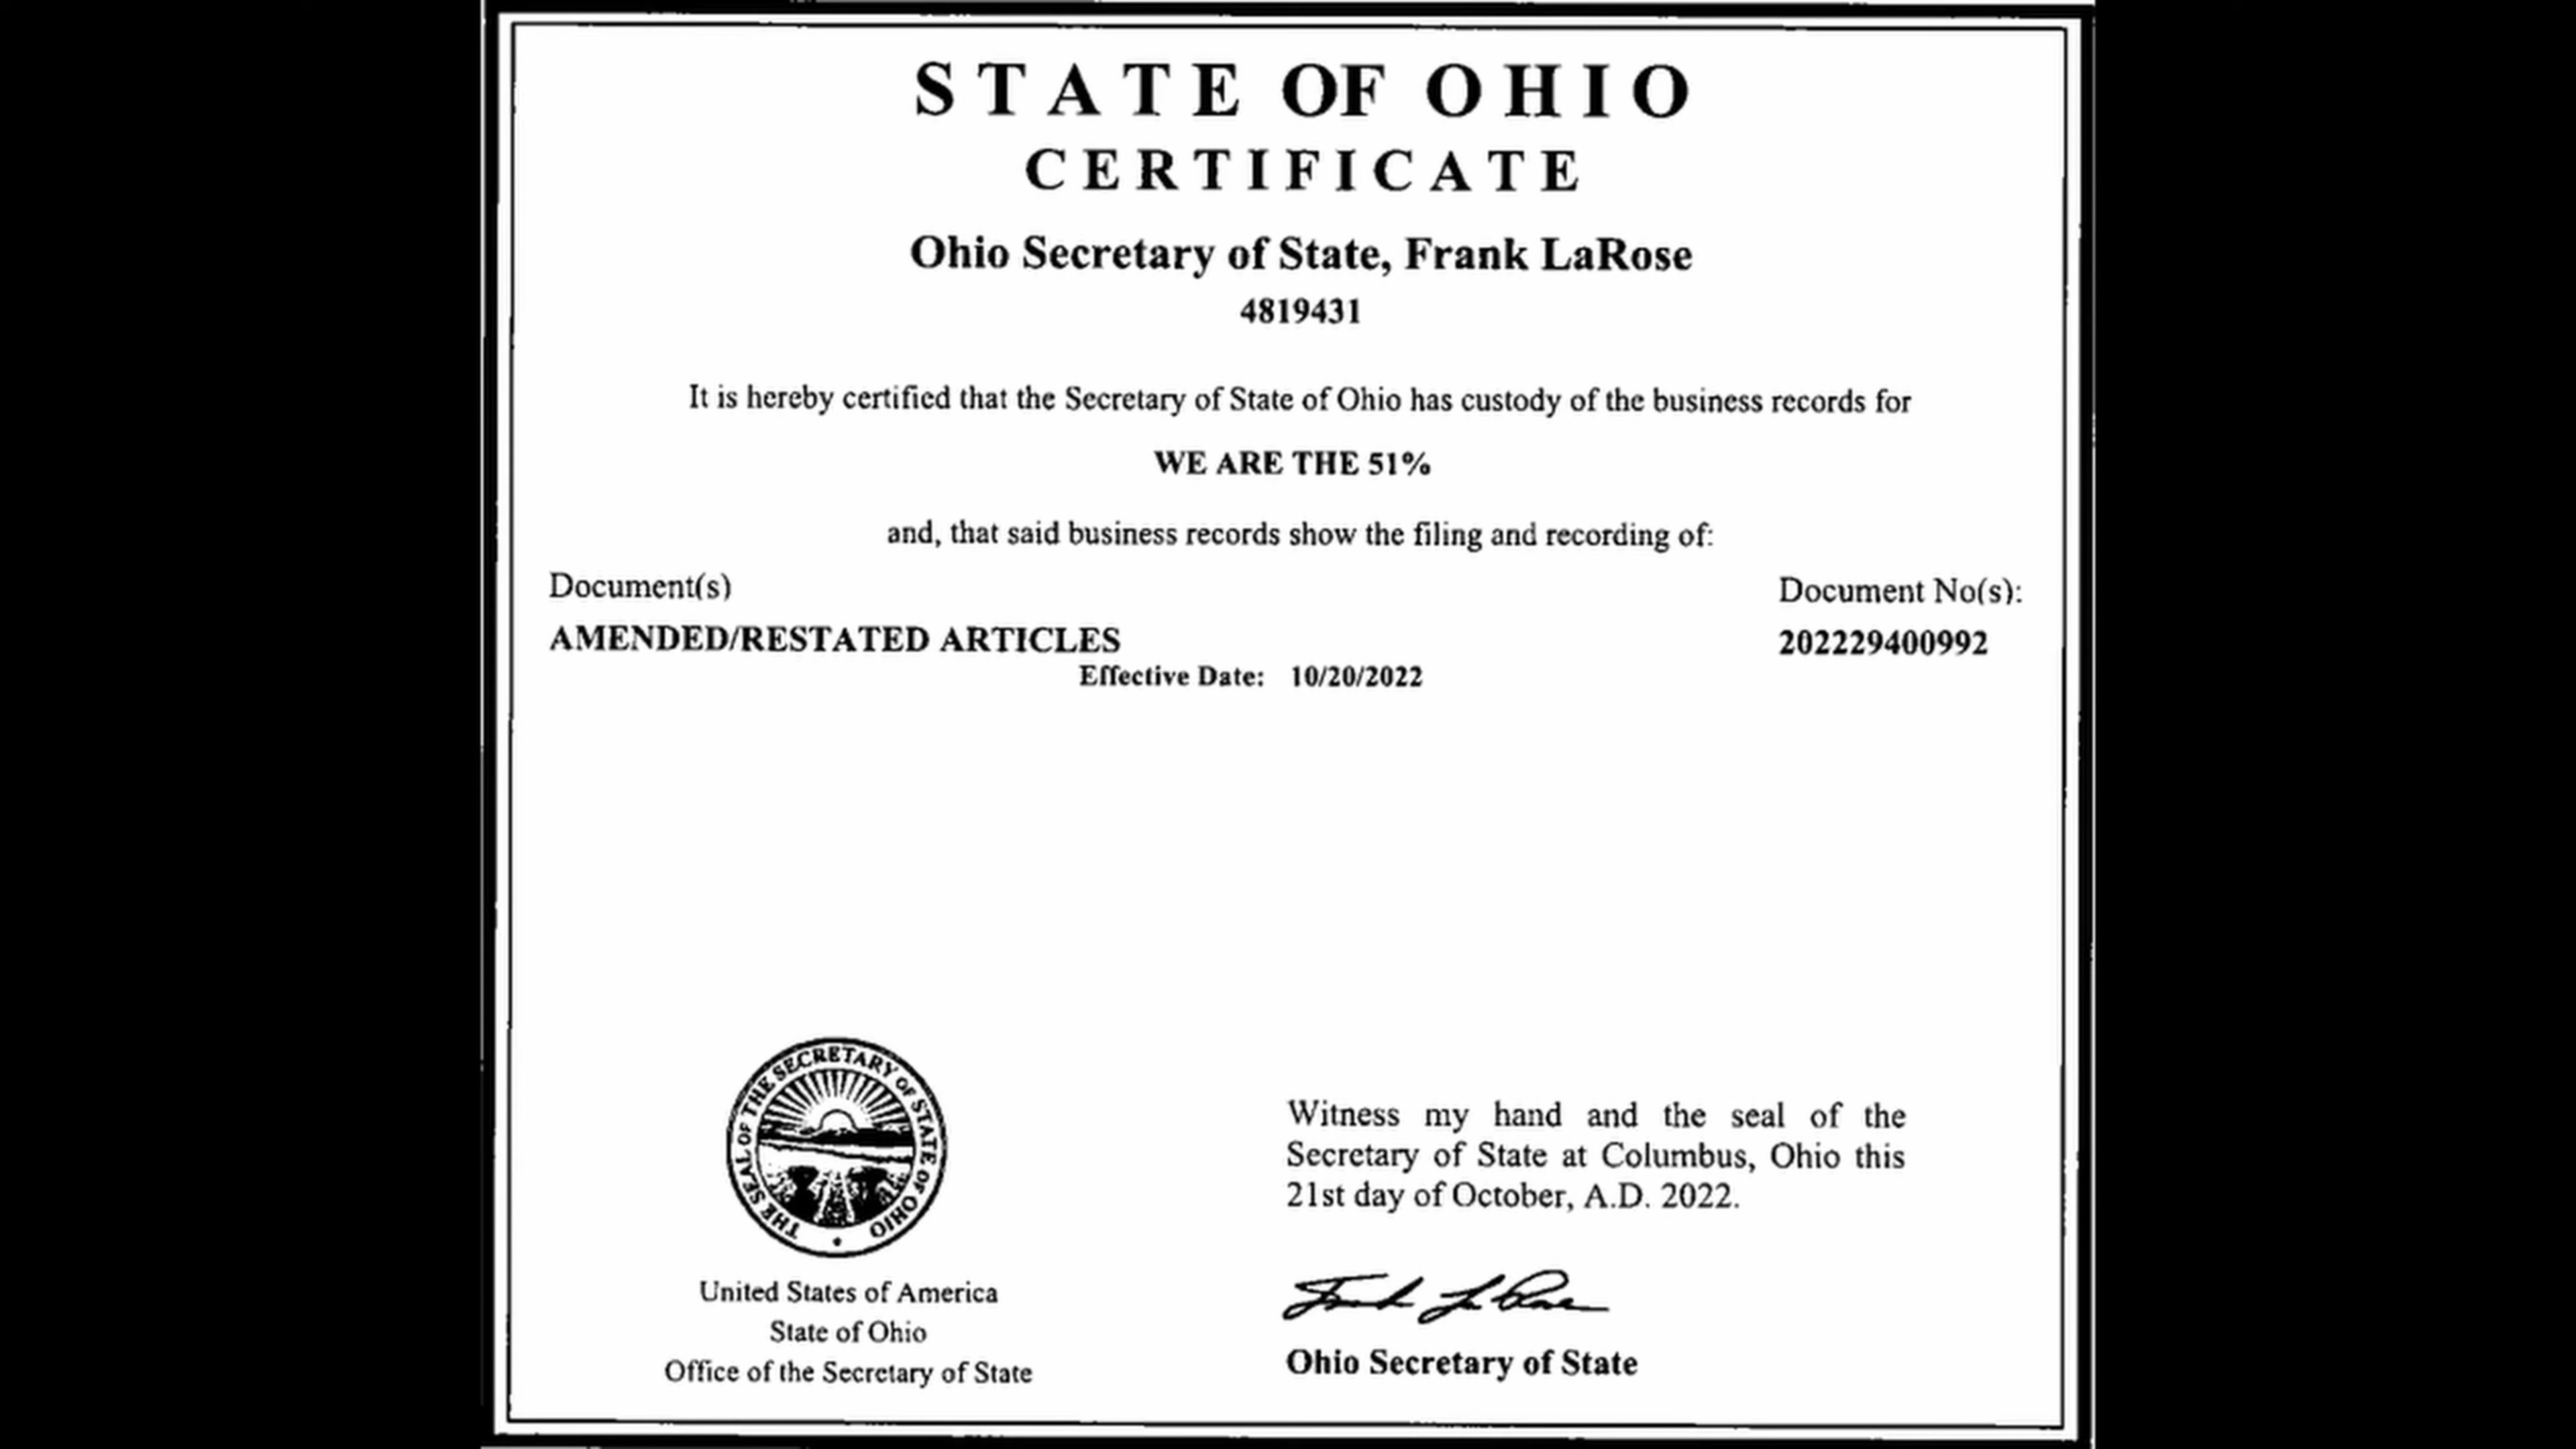 STATE OF OHIO
CERTIFICATE
Ohio Secretary of State, Frank LaRose
4819431
It is hereby certified that the Secretary of State of Ohio has custody of the business records for
WE ARE THE 51%
and, that said business records show the filing and recording of:
Document(s)
Document No(s):
AMENDED/RESTATED ARTICLES
202229400992
Effective Date: 10/20/2022
THE SEAL OF THE SECRETARY OF STATE OF OHIO
United States of America
State of Ohio
Office of the Secretary of State
Witness my hand and the seal of the
Secretary of State at Columbus, Ohio this
21st day of October, A.D. 2022.
Frank LaRose
Ohio Secretary of State